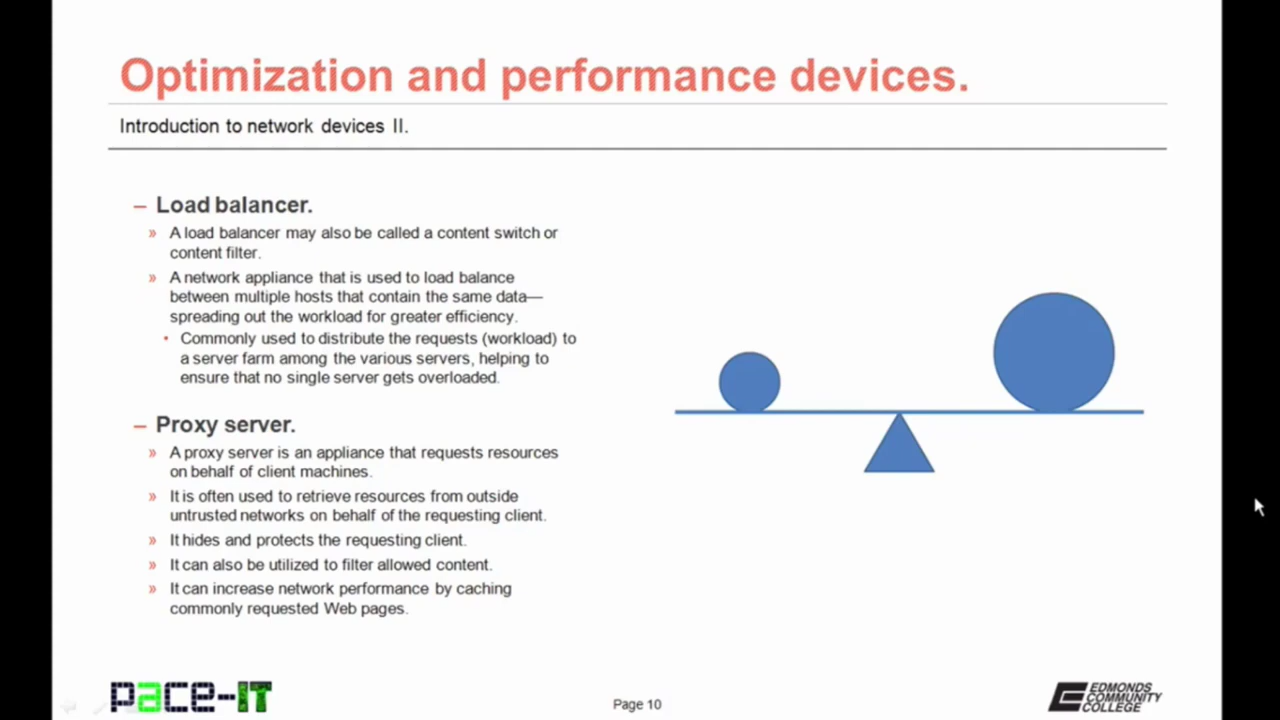 Optimization and performance devices.
Introduction to network devices II.
– Load balancer.
» A load balancer may also be called a content switch or
content filter.
» A network appliance that is used to load balance
between multiple hosts that contain the same data—
spreading out the workload for greater efficiency.
• Commonly used to distribute the requests (workload) to
a server farm among the various servers, helping to
ensure that no single server gets overloaded.
– Proxy server.
» A proxy server is an appliance that requests resources
on behalf of client machines.
» It is often used to retrieve resources from outside
untrusted networks on behalf of the requesting client.
» It hides and protects the requesting client.
» It can also be utilized to filter allowed content.
» It can increase network performance by caching
commonly requested Web pages.
pace-IT
Page 10
EDMONDS
COMMUNITY
COLLEGE